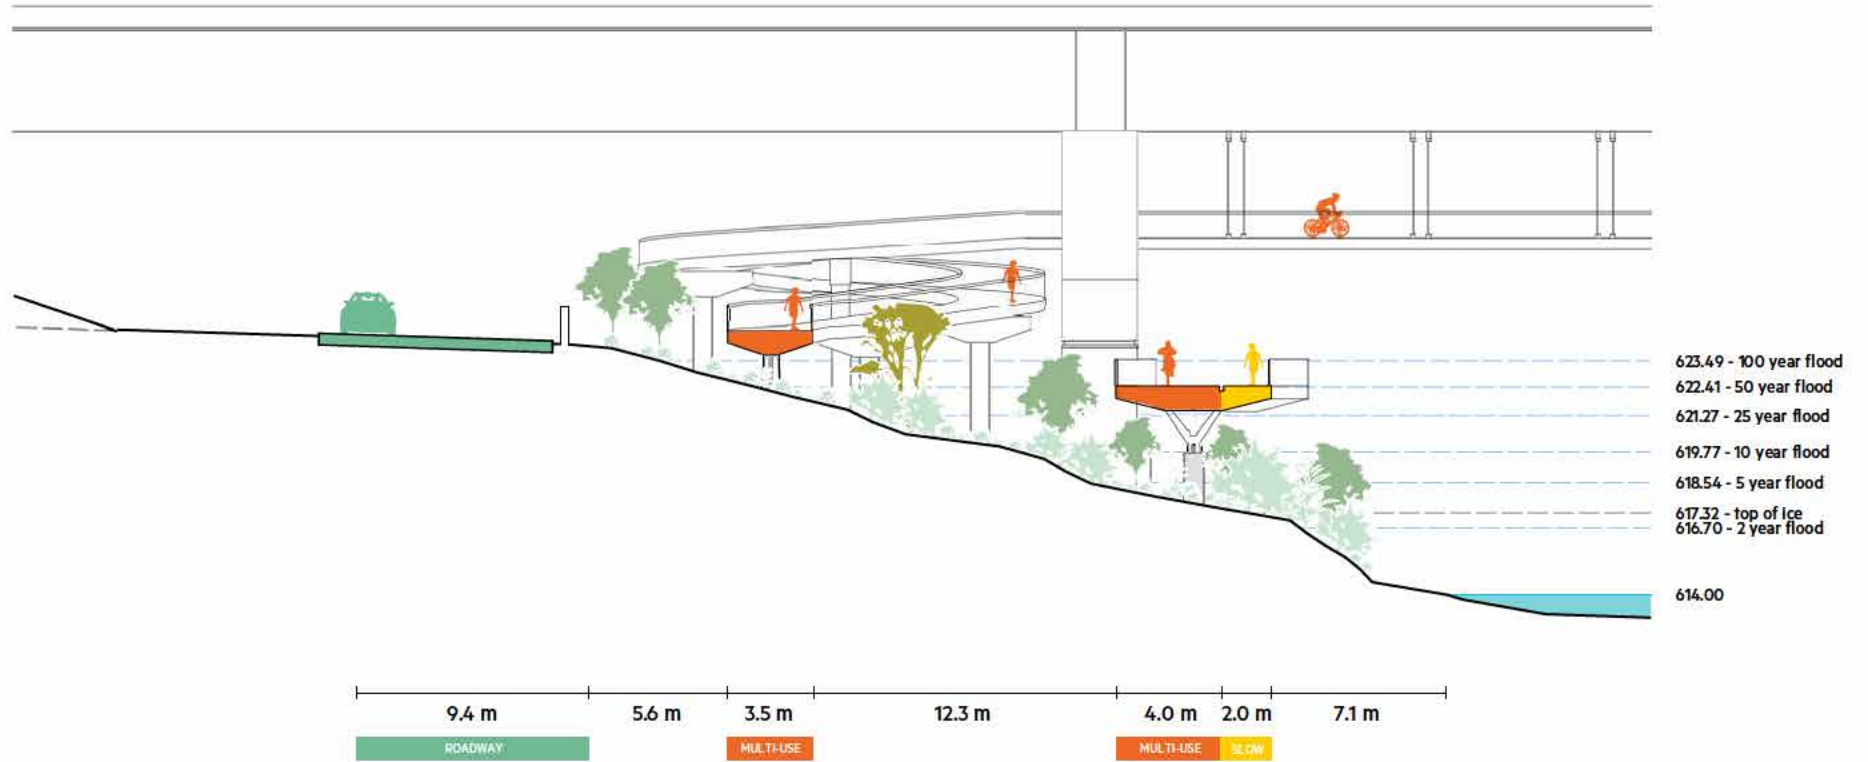 623.49 - 100 year flood
622.41 - 50 year flood
621.27 - 25 year flood
619.77 - 10 year flood
618.54 - 5 year flood
617.32 - top of Ice
616.70 - 2 year flood
614.00
9.4 m 5.6 m 3.5 m 12.3 m 4.0 m 2.0 m 7.1 m
ROADWAY MULTI-USE MULTI-USE SLOW